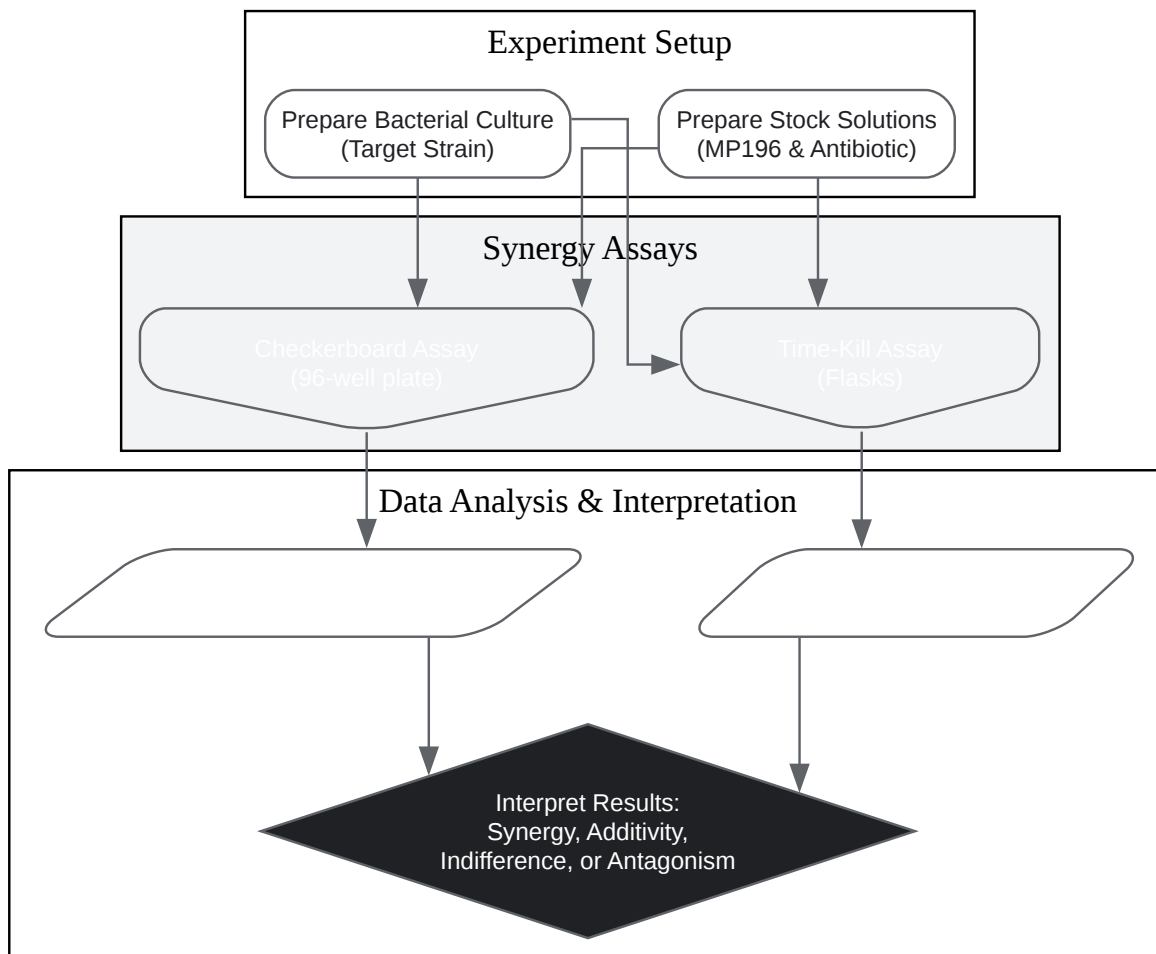 Experiment Setup
Prepare Bacterial Culture
(Target Strain)
Prepare Stock Solutions
(MP196 & Antibiotic)
Synergy Assays
Checkerboard Assay
(96-well plate)
Time-Kill Assay
(Flasks)
Data Analysis & Interpretation
Interpret Results:
Synergy, Additivity,
Indifference, or Antagonism